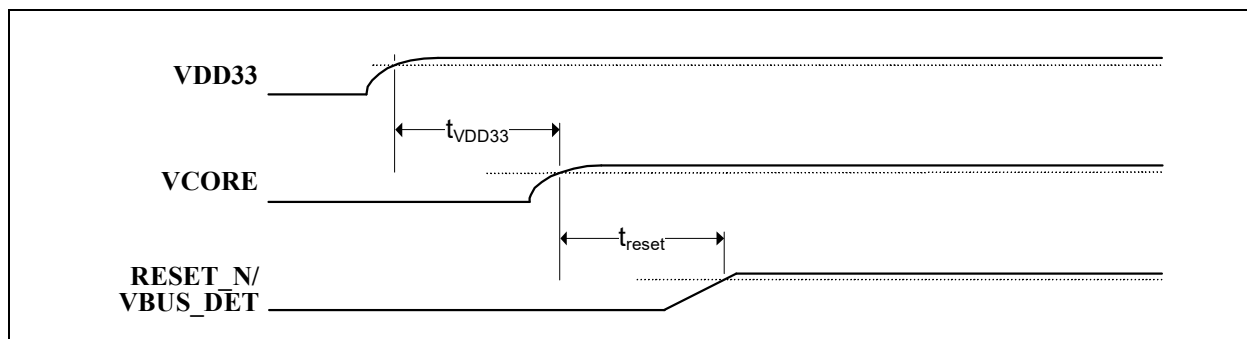 VDD33
tVDD33
VCORE
treset
RESET_N/
VBUS_DET